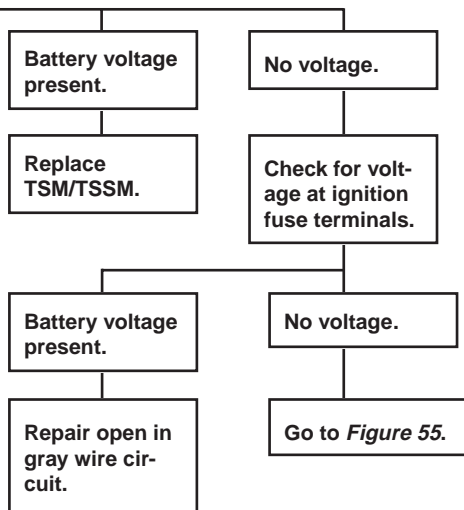 Battery voltage
present.
No voltage.
Replace
TSM/TSSM.
Check for volt-
age at ignition
fuse terminals.
Battery voltage
present.
No voltage.
Repair open in
gray wire cir-
cuit.
Go to Figure 55.